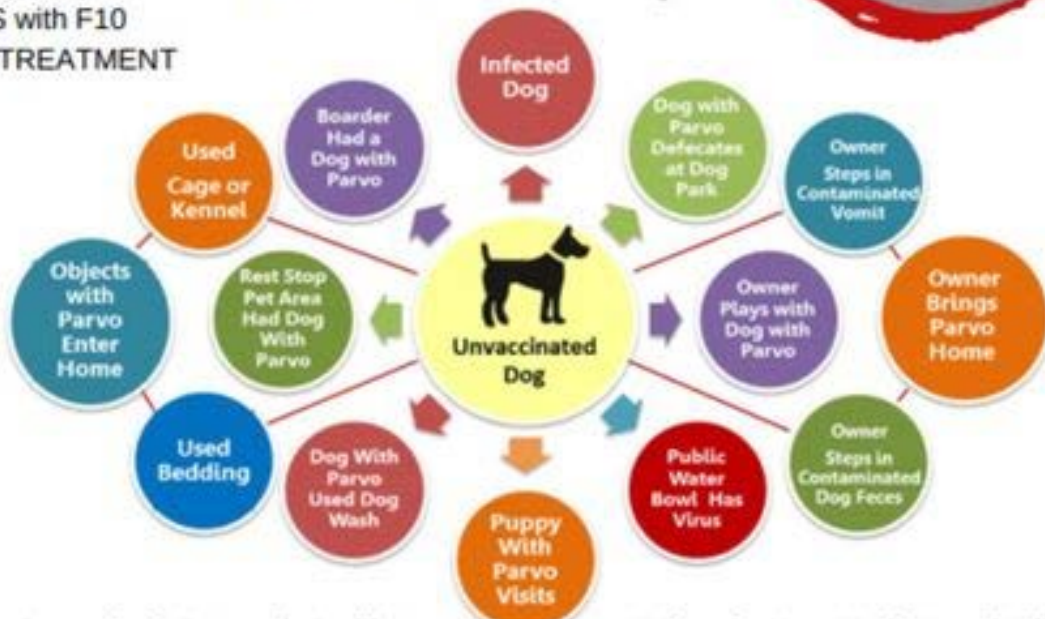 S with F10
TREATMENT
Infected
Dog
Boarder
Had a
Dog with
Parvo
Dog with
Parvo
Defecates
at Dog
Park
Used
Cage or
Kennel
Owner
Steps in
Contaminated
Vomit
Objects
with
Parvo
Enter
Home
Rest Stop
Pet Area
Had Dog
With
Parvo
Unvaccinated
Dog
Owner
Plays with
Dog with
Parvo
Owner
Brings
Parvo
Home
Used
Bedding
Dog With
Parvo
Used Dog
Wash
Puppy
With
Parvo
Visits
Public
Water
Bowl Has
Virus
Owner
Steps in
Contaminated
Dog Feces